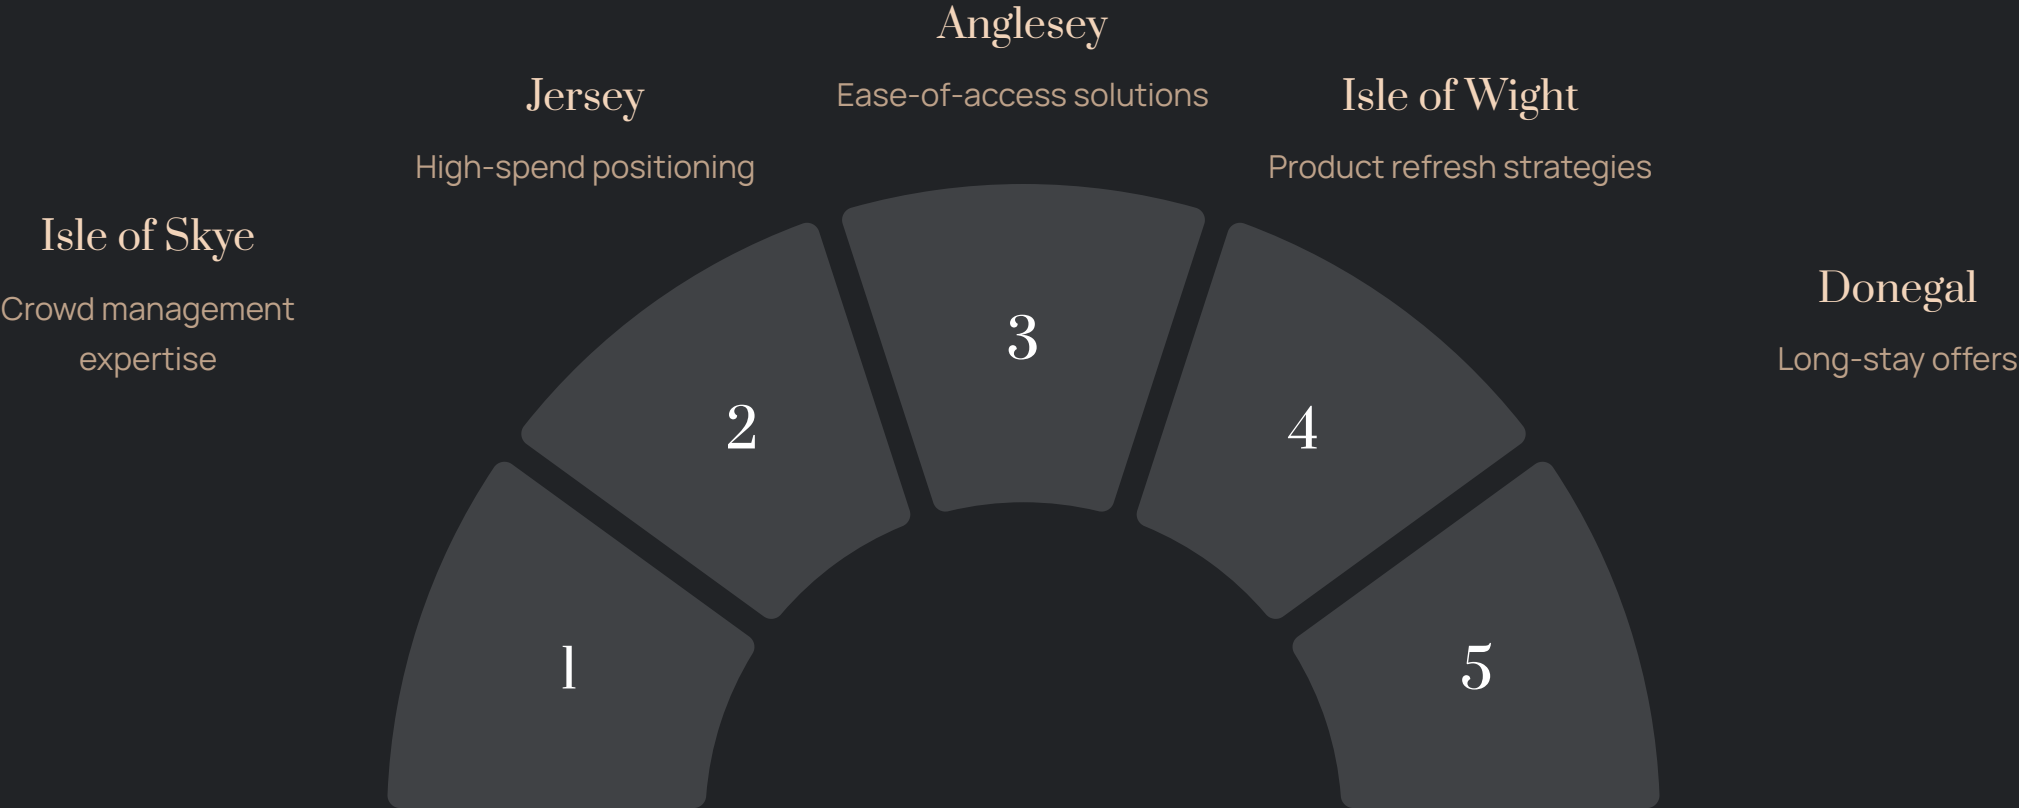 Anglesey
Ease-of-access solutions
Jersey
High-spend positioning
Isle of Wight
Product refresh strategies
Isle of Skye
Crowd management
expertise
Donegal
Long-stay offers
3
2
4
1
5